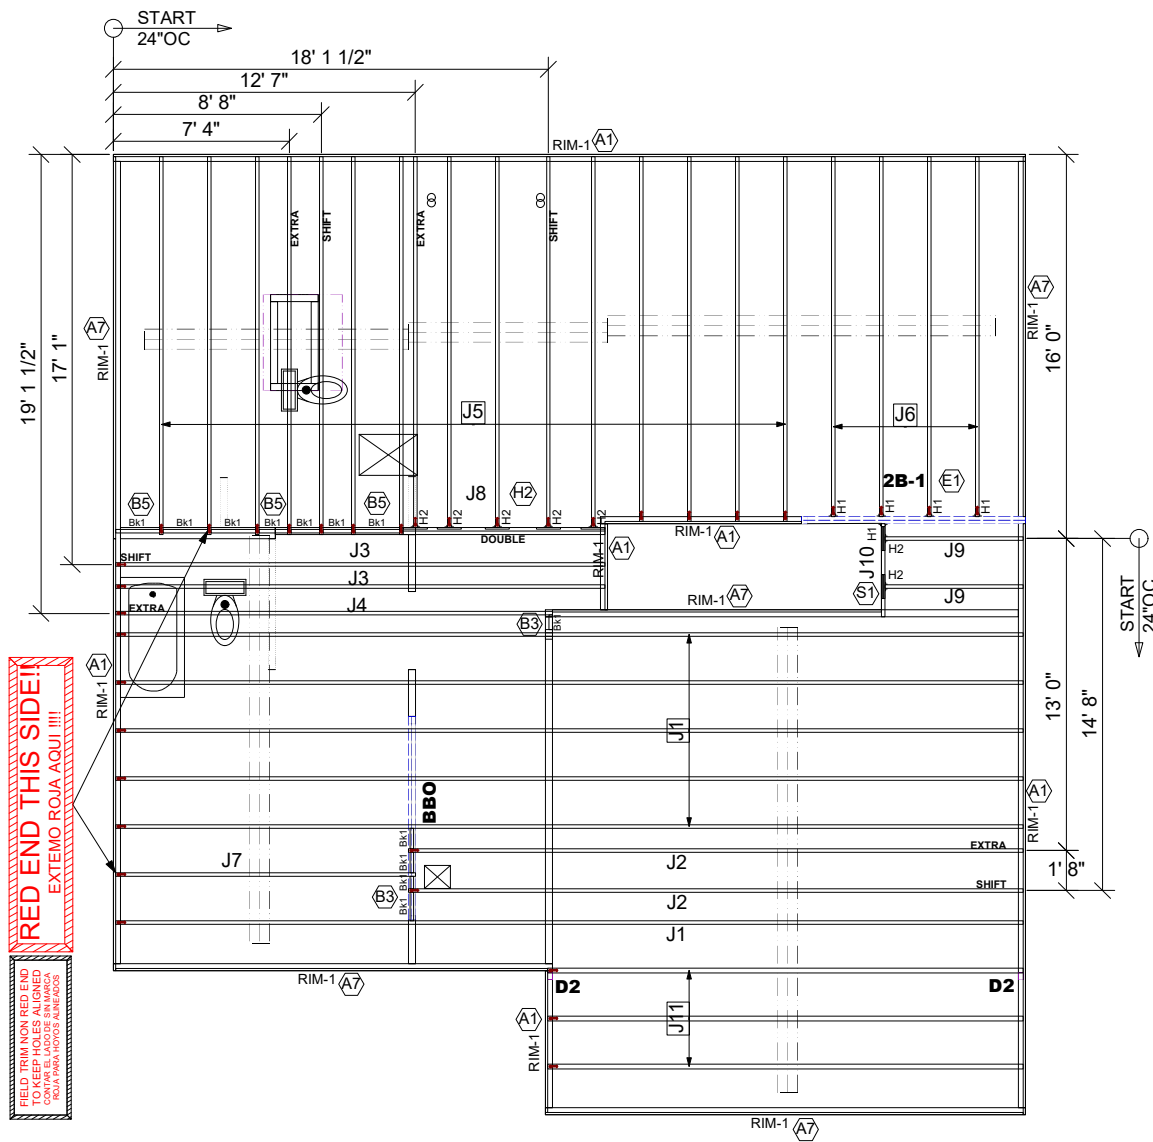 START
24"OC
18' 1 1/2"
12' 7"
8' 8"
7' 4"
RIM-1 A1
EXTRA
SHIFT
EXTRA
SHIFT
A7
RIM-1
19' 1 1/2"
17' 1"
A7
RIM-1
16' 0"
J5
J6
B5
B5
B5
J8
H2
2B-1
E1
Bk1
Bk1
Bk1
Bk1
Bk1
Bk1
Bk1
H2
H2
H2
H2
H2
H1
H1
H1
H1
DOUBLE
RIM-1
A1
RIM-1
A1
H1
H2
J9
J10
START
24"OC
SHIFT
J3
J3
H2
S1
J9
EXTRA
J4
RIM-1 A7
B3
Bk1
A1
RIM-1
RED END THIS SIDE!!
EXTEMO ROJA AQUI !!!!
J1
13' 0"
14' 8"
BBO
A1
RIM-1
Bk1
Bk1
Bk1
Bk1
EXTRA
J7
J2
1' 8"
SHIFT
B3
J2
J1
FIELD TRIM NON RED END
TO KEEP HOLES ALIGNED
CONTAR EL LADO DE SIN MARCA
ROJA PARA HOYOS ALINEADOS
RIM-1 A7
D2
D2
A1
RIM-1
J11
RIM-1 A7